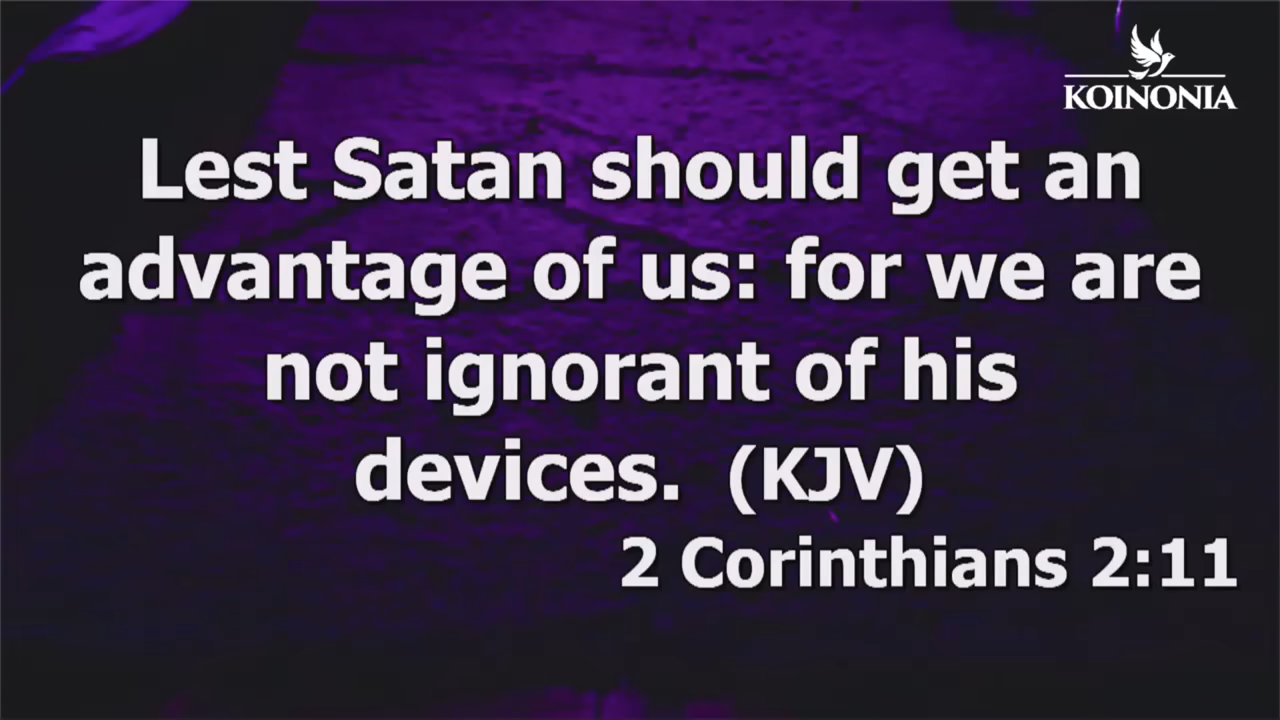 KOINONIA
Lest Satan should get an
advantage of us: for we are
not ignorant of his
devices.  (KJV)
2 Corinthians 2:11